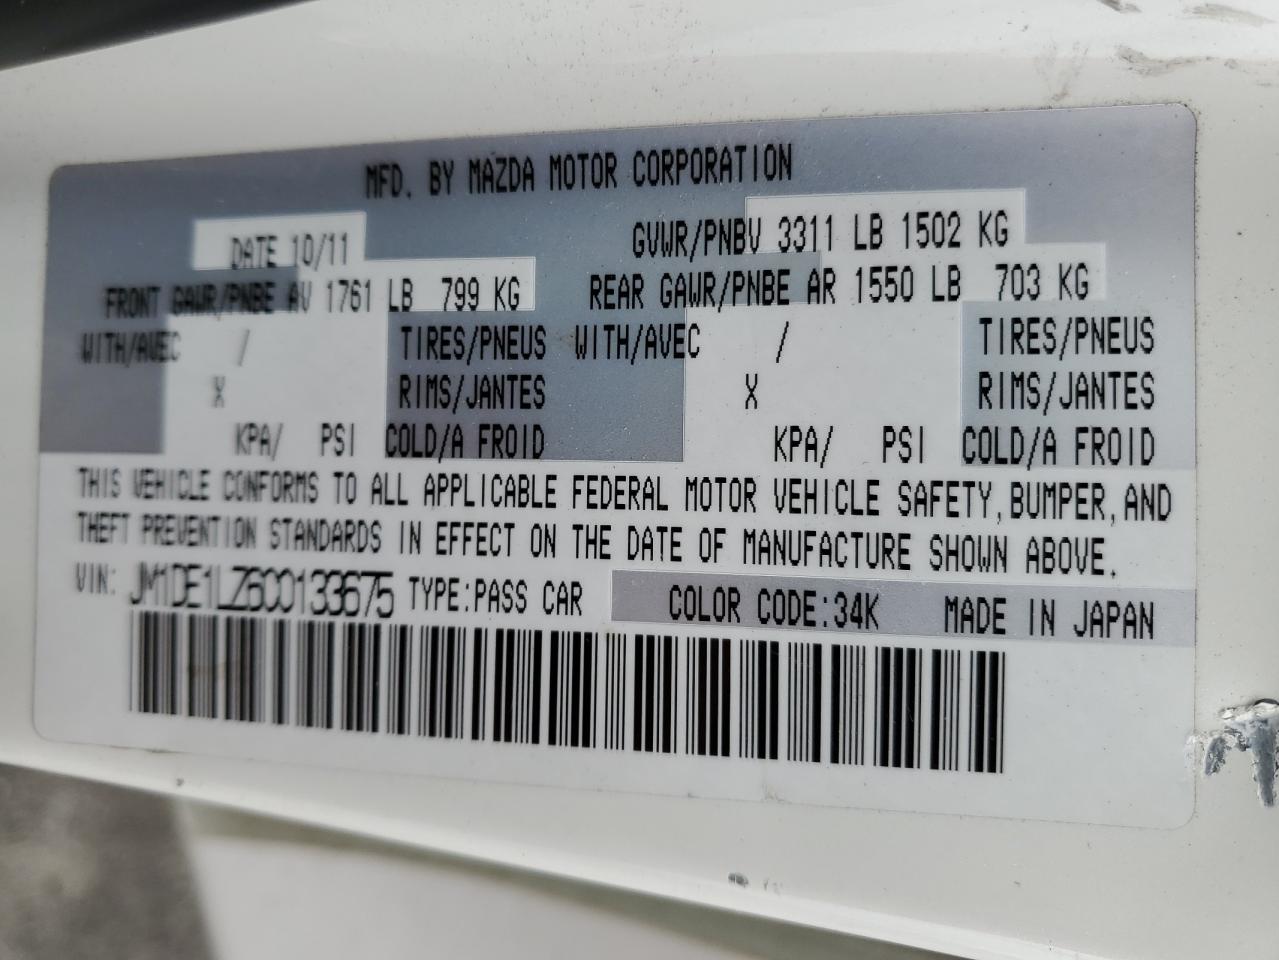 MFD. BY MAZDA MOTOR CORPORATION
DATE 10/11 GVWR/PNBV 3311 LB 1502 KG
FRONT GAWR/PNBE AV 1761 LB 799 KG REAR GAWR/PNBE AR 1550 LB 703 KG
WITH/AVEC / TIRES/PNEUS WITH/AVEC / TIRES/PNEUS
X RIMS/JANTES X RIMS/JANTES
KPA/ PSI COLD/A FROID KPA/ PSI COLD/A FROID
THIS VEHICLE CONFORMS TO ALL APPLICABLE FEDERAL MOTOR VEHICLE SAFETY, BUMPER, AND
THEFT PREVENTION STANDARDS IN EFFECT ON THE DATE OF MANUFACTURE SHOWN ABOVE.
VIN: JM1DE1LZ6C0133675 TYPE:PASS CAR COLOR CODE:34K MADE IN JAPAN